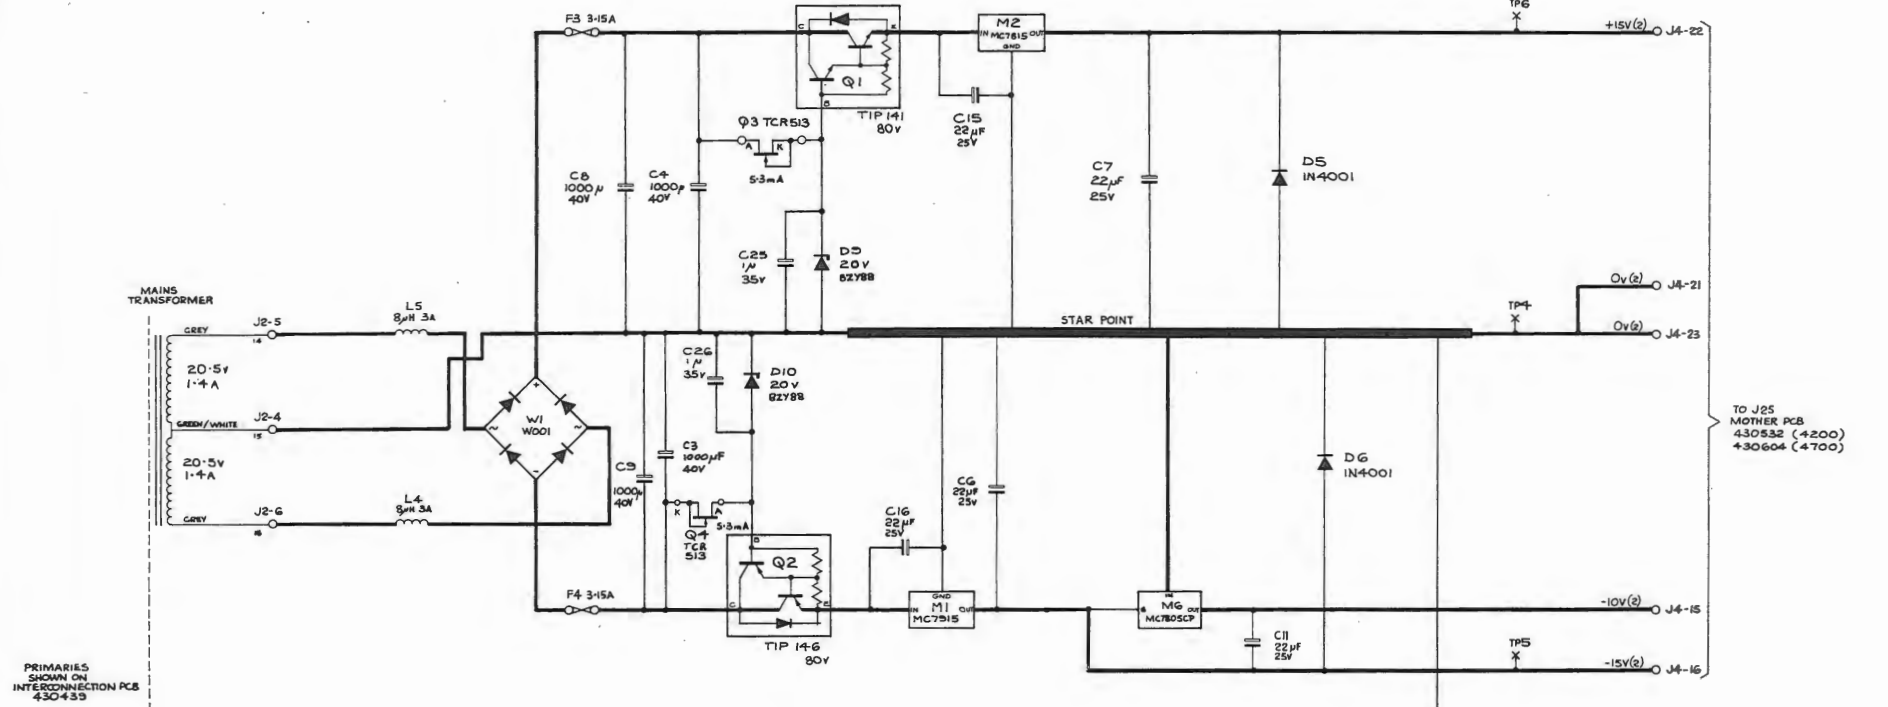 TP6
F3 3·15A
C
E
IN
M2
MC7815
OUT
GND
+15V(2)
J4-22
Q1
B
TIP 141
80V
Q3 TCR513
A
K
5·3mA
C15
22µF
25V
C8
1000µ
40V
C4
1000µ
40V
C7
22µF
25V
D5
1N4001
C25
1µ
35V
D9
20V
BZY88
MAINS
TRANSFORMER
0V(2)
J4-21
TP4
STAR POINT
0V(2)
J4-23
GREY
J2-5
14
L5
8µH 3A
20·5V
1·4A
GREEN/WHITE
J2-4
15
20·5V
1·4A
GREY
J2-6
16
L4
8µH 3A
+
~
W1
W001
~
-
C26
1µ
35V
D10
20V
BZY88
C9
1000µ
40V
C3
1000µF
40V
K
A
5·3mA
Q4
TCR
513
C6
22µF
25V
C16
22µF
25V
D6
1N4001
TO J25
MOTHER PCB
430532 (4200)
430604 (4700)
F4 3·15A
B
Q2
C
E
TIP 146
80V
GND
IN
M1
OUT
MC7915
IN
G
M6
OUT
MC7805CP
-10V(2)
J4-15
C11
22µF
25V
TP5
-15V(2)
J4-16
PRIMARIES
SHOWN ON
INTERCONNECTION PCB
430439